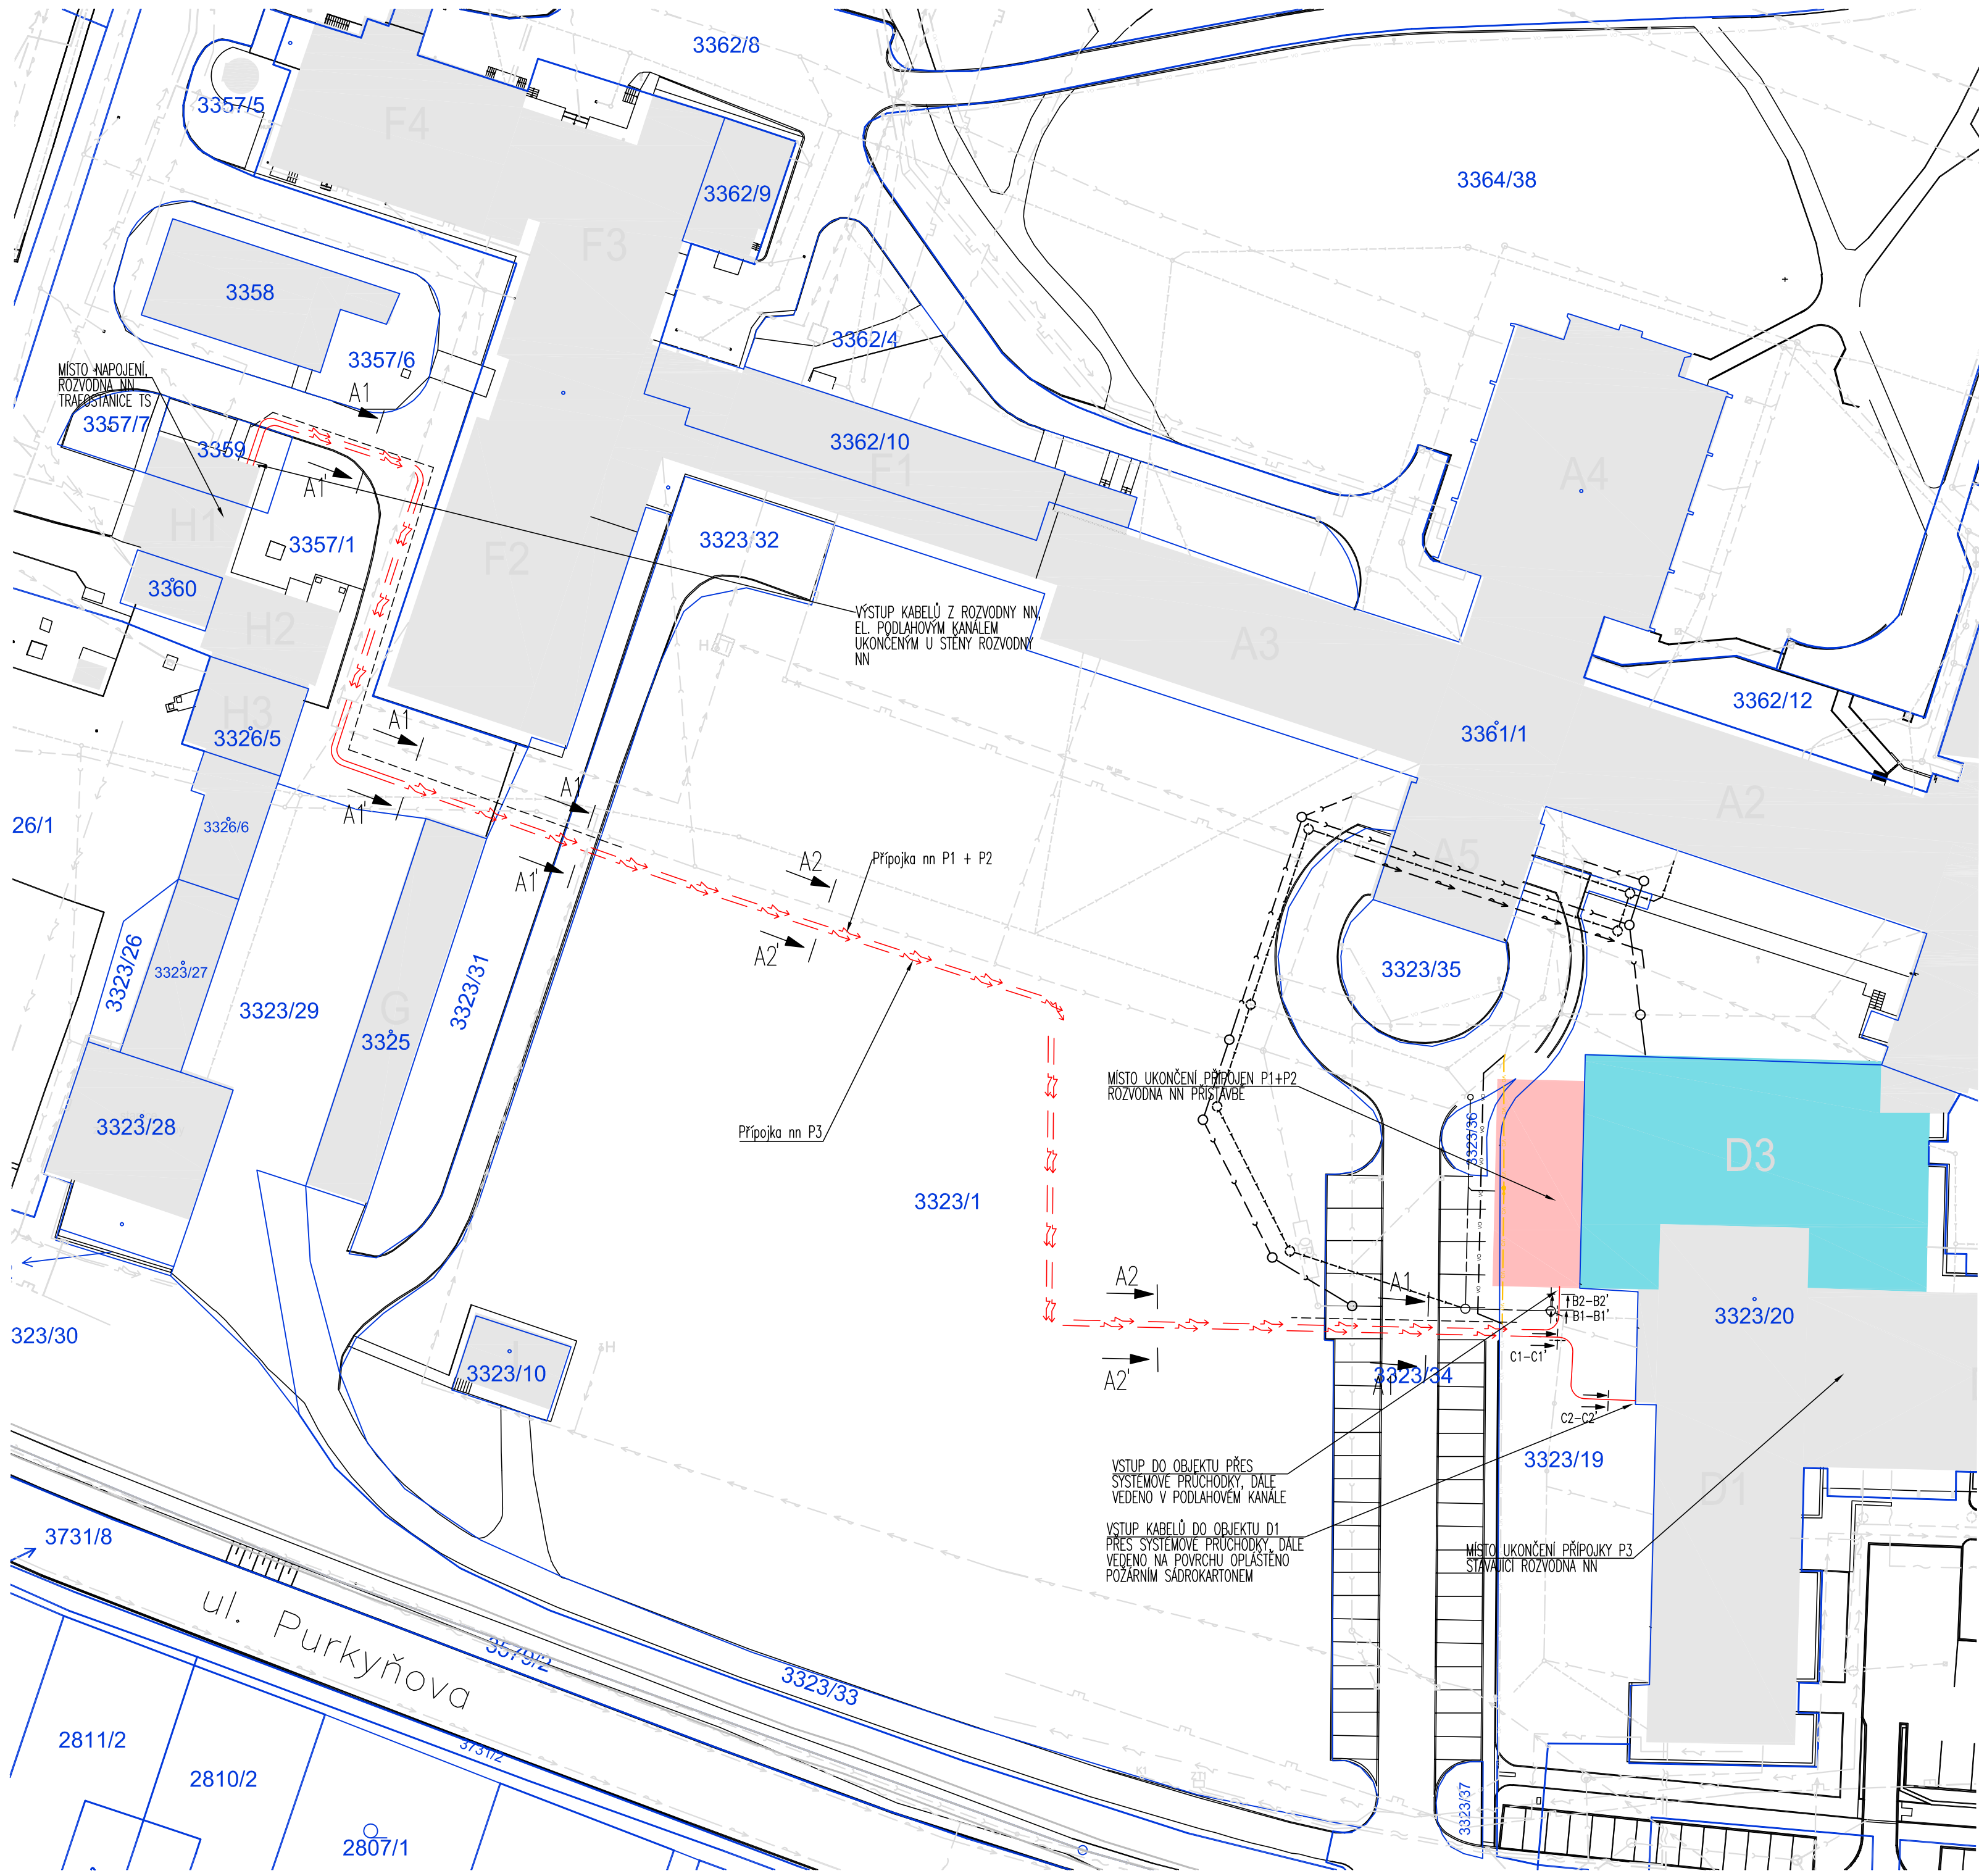 3362/8
3357/5
F4
3364/38
3362/9
F3
3358
3362/4
3357/6
MÍSTO NAPOJENÍ,
ROZVODNA NN
TRAFOSTANICE TS
A1
3357/7
3359
3362/10
F1
A4
A1'
H1
3357/1
3323/32
F2
3360
VÝSTUP KABELŮ Z ROZVODNY NN,
EL. PODLAHOVÝM KANÁLEM
UKONČENÝM U STĚNY ROZVODNY
NN
H2
H
A3
3362/12
H3
3326/5
A1
3361/1
A1
A2
A1'
26/1
3326/6
A2
Přípojka nn P1 + P2
A5
A1'
A2'
3323/26
3323/27
3323/31
3323/35
3323/29
G
3325
MÍSTO UKONČENÍ PŘIPOJEN P1+P2
ROZVODNA NN PŘÍSTAVBĚ
3323/28
Přípojka nn P3
3323/36
D3
3323/1
A2
A1
B2-B2'
B1-B1'
3323/20
323/30
C1-C1'
H
3323/10
A2'
3323/34
A1'
C2-C2'
3323/19
VSTUP DO OBJEKTU PŘES
SYSTÉMOVÉ PRŮCHODKY, DÁLE
VEDENO V PODLAHOVÉM KANÁLE
D1
VSTUP KABELŮ DO OBJEKTU D1
PŘES SYSTÉMOVÉ PRŮCHODKY, DÁLE
VEDENO NA POVRCHU OPLÁŠTĚNO
POŽÁRNÍM SÁDROKARTONEM
MÍSTO UKONČENÍ PŘÍPOJKY P3
STÁVAJÍCÍ ROZVODNA NN
3731/8
ul. Purkyňova
3579/2
3323/33
2811/2
3731/2
2810/2
K1
3323/37
2807/1